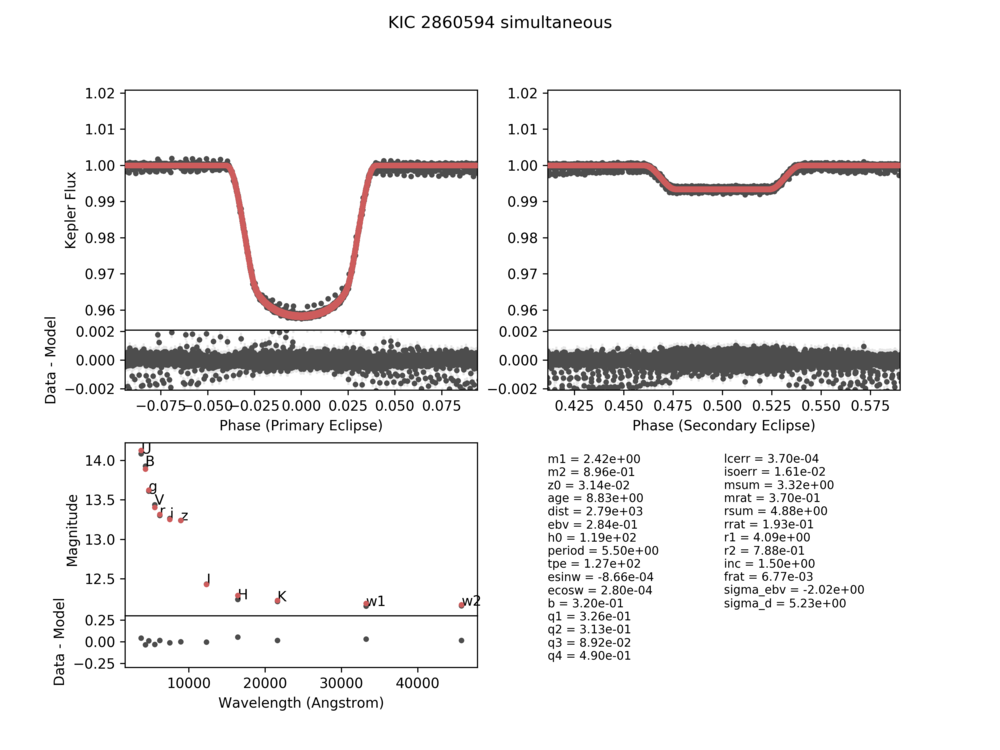 KIC 2860594 simultaneous
1.02
1.01
1.00
0.99
0.98
0.97
0.96
Kepler Flux
0.002
0.000
−0.002
Data - Model
−0.075 −0.050 −0.025 0.000 0.025 0.050 0.075
Phase (Primary Eclipse)
1.02
1.01
1.00
0.99
0.98
0.97
0.96
0.002
0.000
−0.002
0.425 0.450 0.475 0.500 0.525 0.550 0.575
Phase (Secondary Eclipse)
14.0
13.5
13.0
12.5
Magnitude
U
B
g
V
r i z
J
H
K
w1
w2
0.25
0.00
−0.25
Data - Model
10000 20000 30000 40000
Wavelength (Angstrom)
m1 = 2.42e+00
m2 = 8.96e-01
z0 = 3.14e-02
age = 8.83e+00
dist = 2.79e+03
ebv = 2.84e-01
h0 = 1.19e+02
period = 5.50e+00
tpe = 1.27e+02
esinw = -8.66e-04
ecosw = 2.80e-04
b = 3.20e-01
q1 = 3.26e-01
q2 = 3.13e-01
q3 = 8.92e-02
q4 = 4.90e-01
lcerr = 3.70e-04
isoerr = 1.61e-02
msum = 3.32e+00
mrat = 3.70e-01
rsum = 4.88e+00
rrat = 1.93e-01
r1 = 4.09e+00
r2 = 7.88e-01
inc = 1.50e+00
frat = 6.77e-03
sigma_ebv = -2.02e+00
sigma_d = 5.23e+00